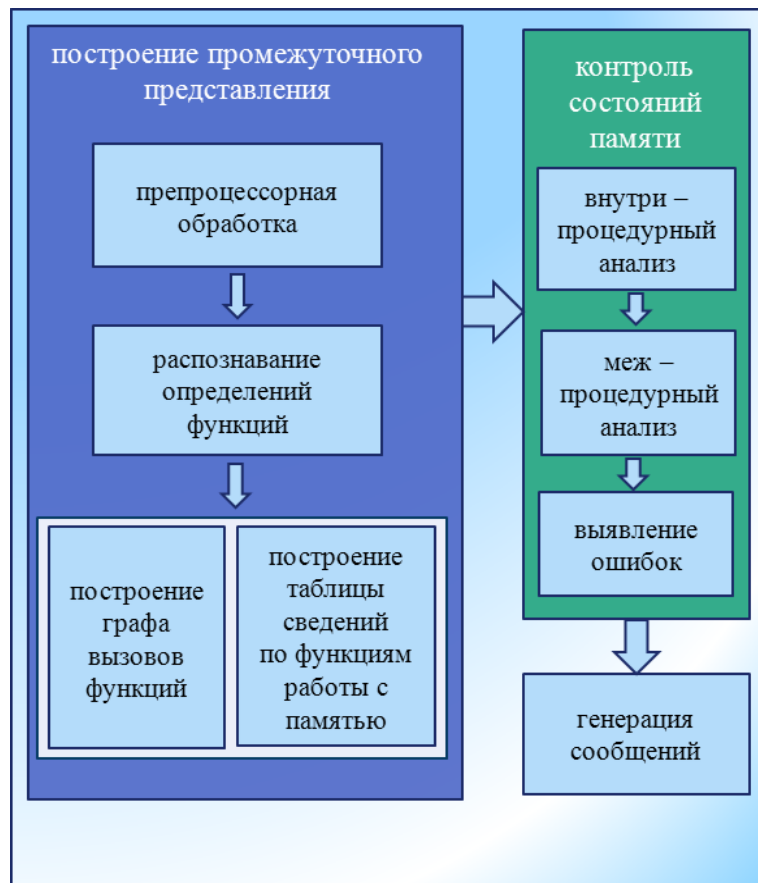 построение промежуточного
представления
препроцессорная
обработка
распознавание
определений
функций
построение
графа
вызовов
функций
построение
таблицы
сведений
по функциям
работы с
памятью
контроль
состояний
памяти
внутри –
процедурный
анализ
меж –
процедурный
анализ
выявление
ошибок
генерация
сообщений